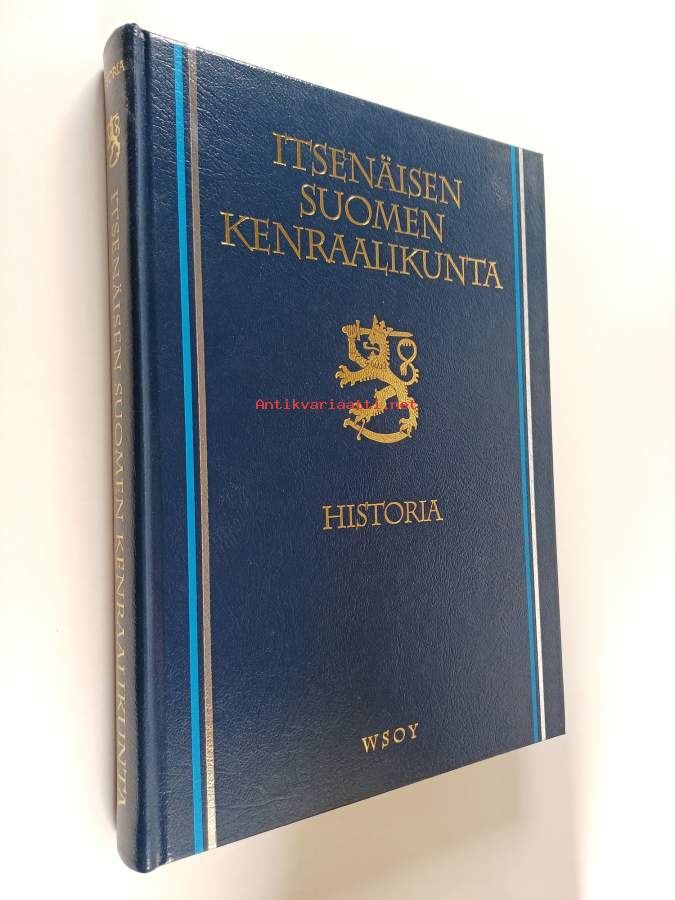 ITSENÄISEN
SUOMEN
KENRAALIKUNTA
Antikvariaatti.net
HISTORIA
WSOY
ITSENÄISEN SUOMEN KENRAALIKUNTA